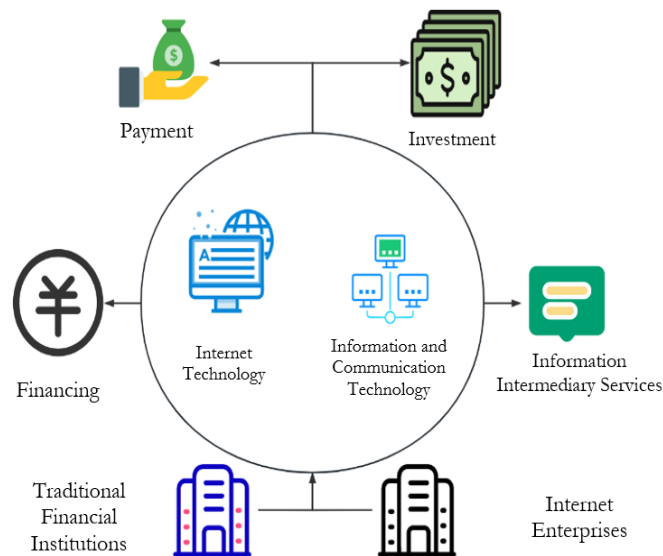 Payment
Investment
Internet
Technology
Information and
Communication
Technology
Financing
Information
Intermediary Services
Traditional
Financial
Institutions
Internet
Enterprises
$
$
A
¥